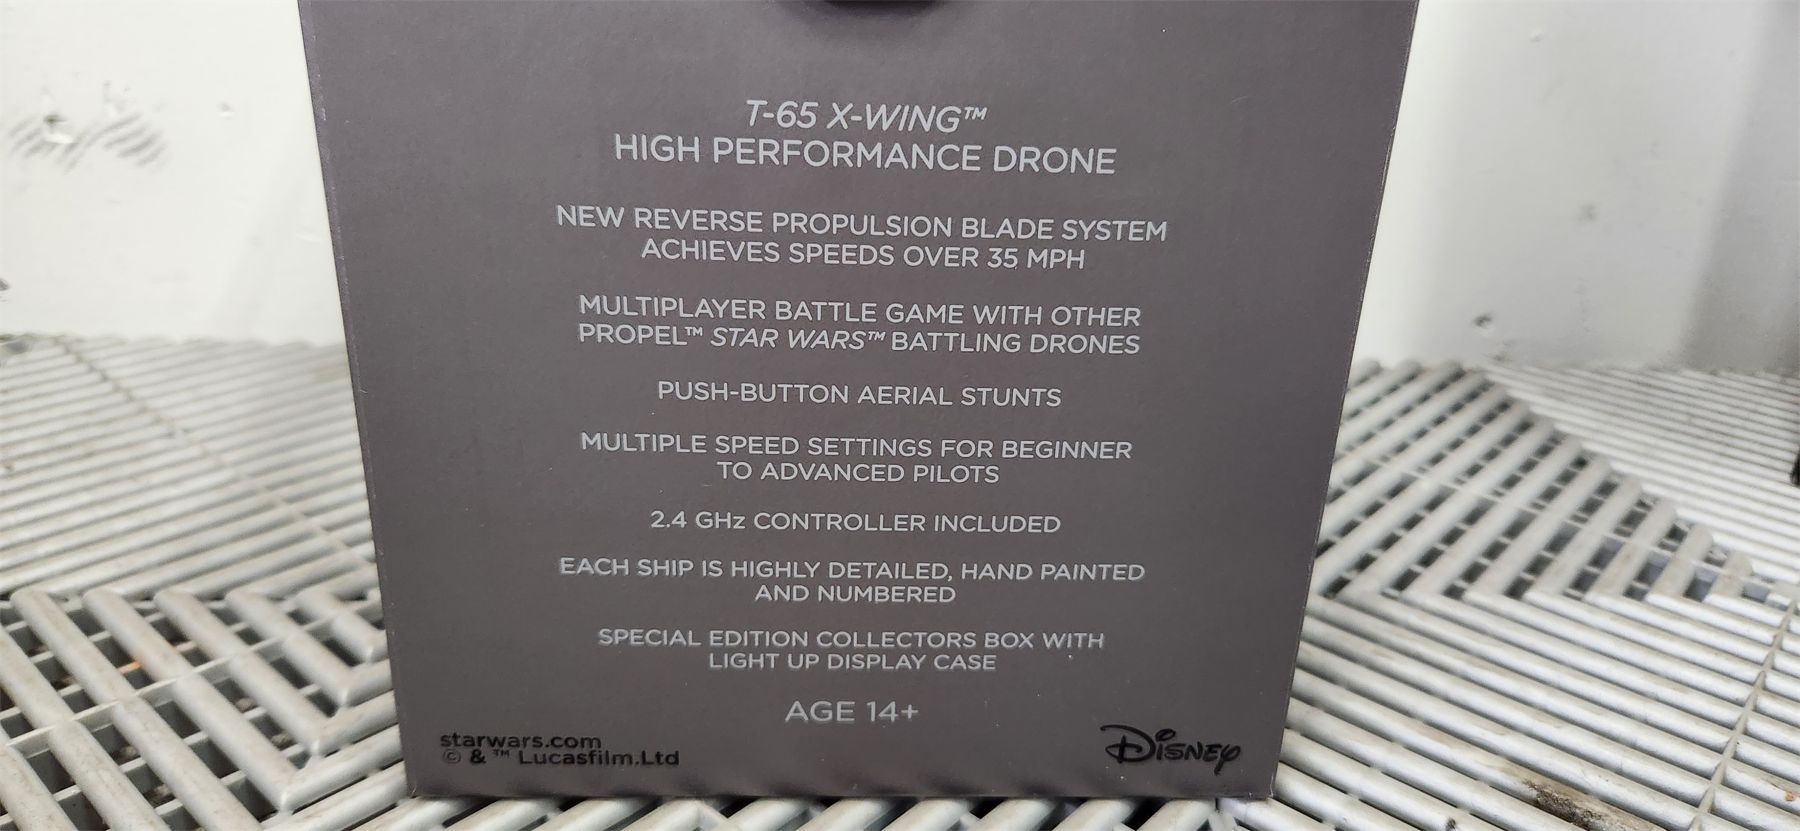 T-65 X-WING™
HIGH PERFORMANCE DRONE
NEW REVERSE PROPULSION BLADE SYSTEM
ACHIEVES SPEEDS OVER 35 MPH
MULTIPLAYER BATTLE GAME WITH OTHER
PROPEL™ STAR WARS™ BATTLING DRONES
PUSH-BUTTON AERIAL STUNTS
MULTIPLE SPEED SETTINGS FOR BEGINNER
TO ADVANCED PILOTS
2.4 GHz CONTROLLER INCLUDED
EACH SHIP IS HIGHLY DETAILED, HAND PAINTED
AND NUMBERED
SPECIAL EDITION COLLECTORS BOX WITH
LIGHT UP DISPLAY CASE
AGE 14+
starwars.com
© & ™ Lucasfilm.Ltd
Disney